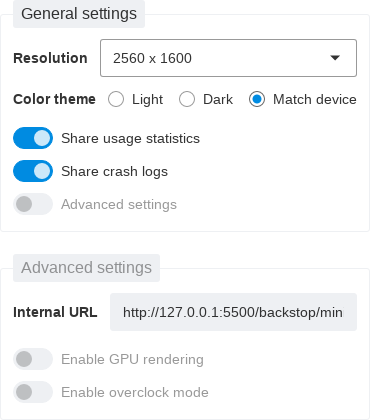 General settings
Resolution 2560 x 1600
Color theme Light Dark Match device
Share usage statistics
Share crash logs
Advanced settings
Advanced settings
Internal URL http://127.0.0.1:5500/backstop/min
Enable GPU rendering
Enable overclock mode